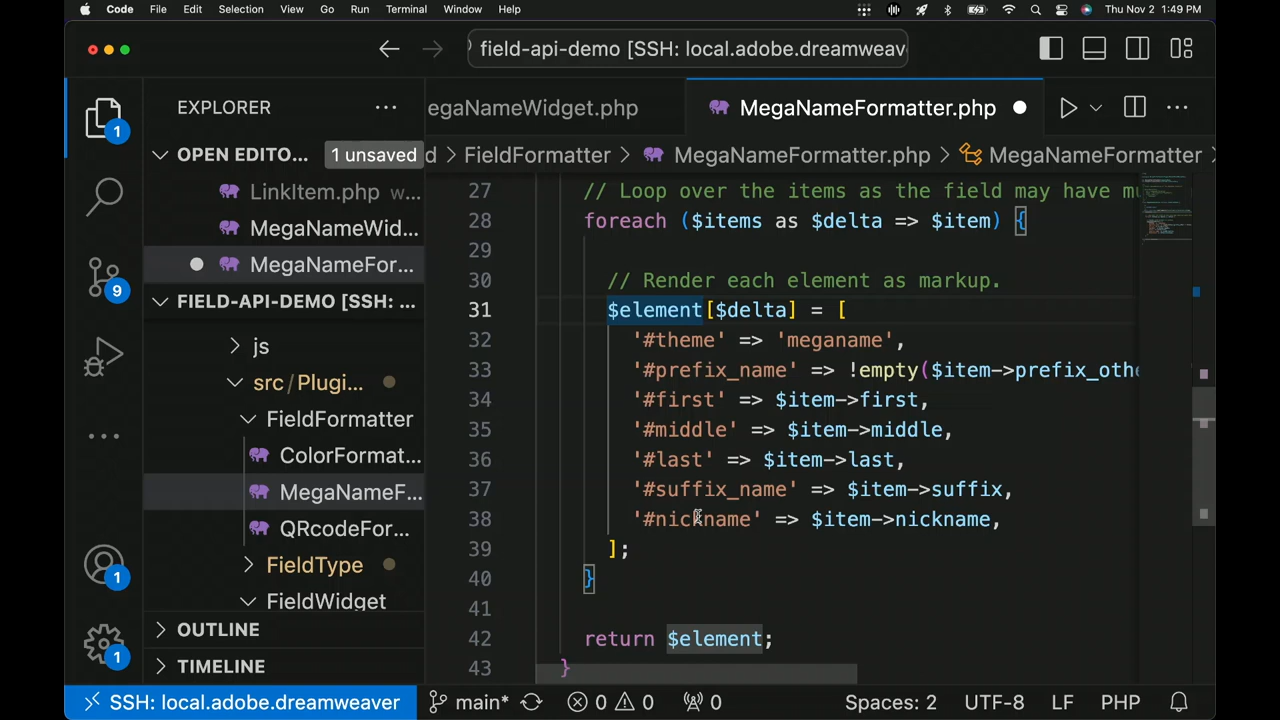 Code File Edit Selection View Go Run Terminal Window Help Thu Nov 2 1:49 PM
field-api-demo [SSH: local.adobe.dreamweav
EXPLORER
egaNameWidget.php
MegaNameFormatter.php
OPEN EDITO... 1 unsaved
LinkItem.php w...
MegaNameWid...
MegaNameFor...
FIELD-API-DEMO [SSH: ...
js
src/Plugi...
FieldFormatter
ColorFormat...
MegaNameF...
QRcodeFor...
FieldType
FieldWidget
OUTLINE
TIMELINE
1
9
1
1
d > FieldFormatter > MegaNameFormatter.php > MegaNameFormatter >
27 // Loop over the items as the field may have mu
28 foreach ($items as $delta => $item) {
29
30 // Render each element as markup.
31 $element[$delta] = [
32 '#theme' => 'meganame',
33 '#prefix_name' => !empty($item->prefix_othe
34 '#first' => $item->first,
35 '#middle' => $item->middle,
36 '#last' => $item->last,
37 '#suffix_name' => $item->suffix,
38 '#nickname' => $item->nickname,
39 ];
40 }
41
42 return $element;
43 }
SSH: local.adobe.dreamweaver main* 0 0 0 Spaces: 2 UTF-8 LF PHP